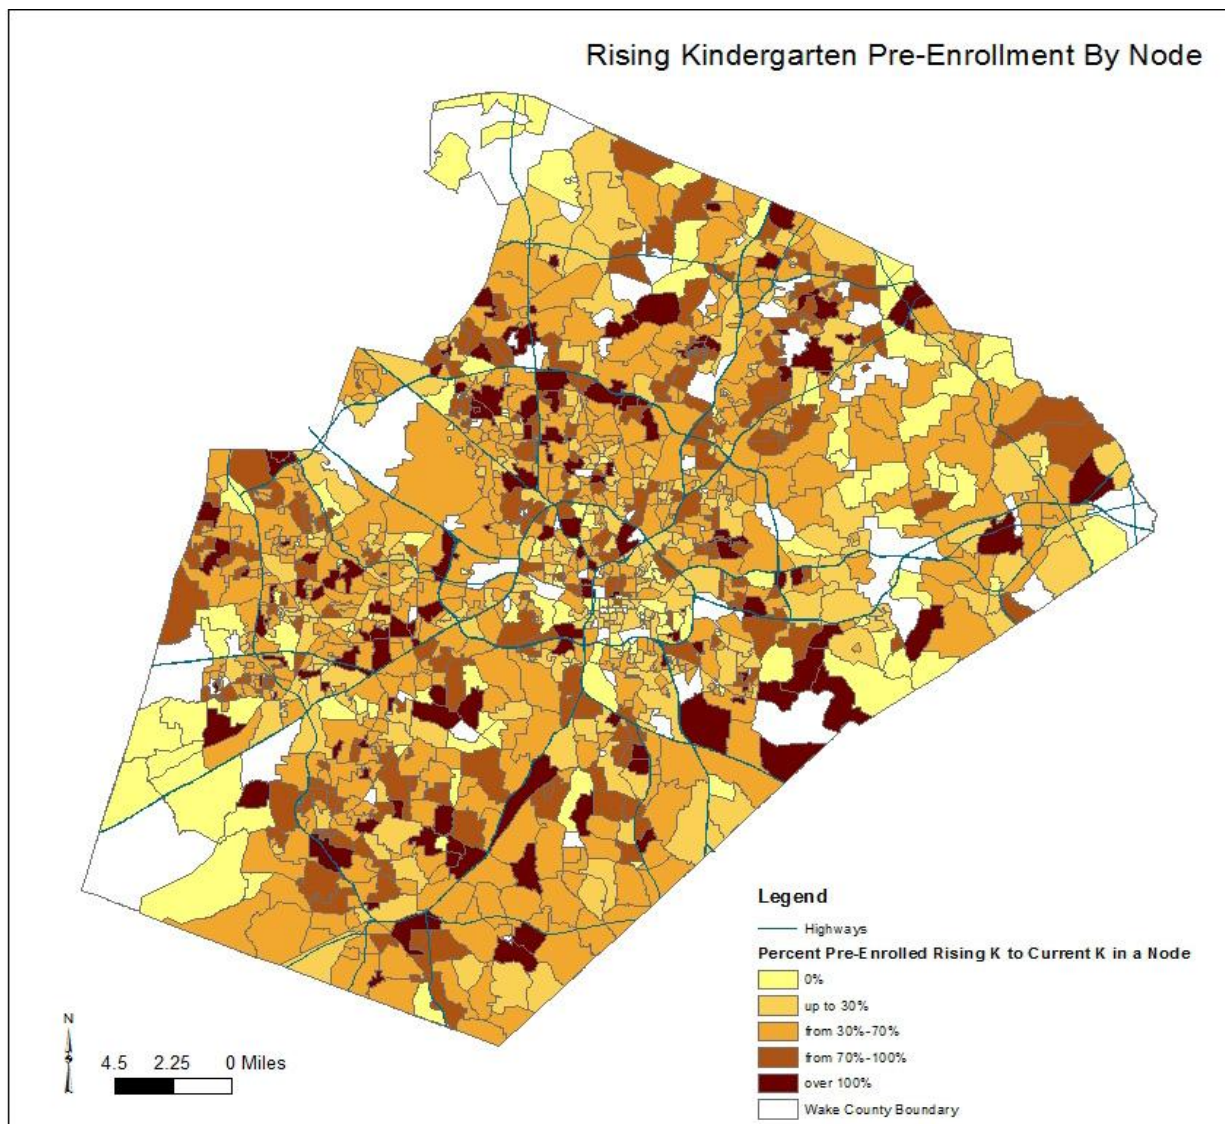 Rising Kindergarten Pre-Enrollment By Node
Legend
Highways
Percent Pre-Enrolled Rising K to Current K in a Node
0%
up to 30%
from 30%-70%
from 70%-100%
over 100%
Wake County Boundary
N
4.5 2.25 0 Miles